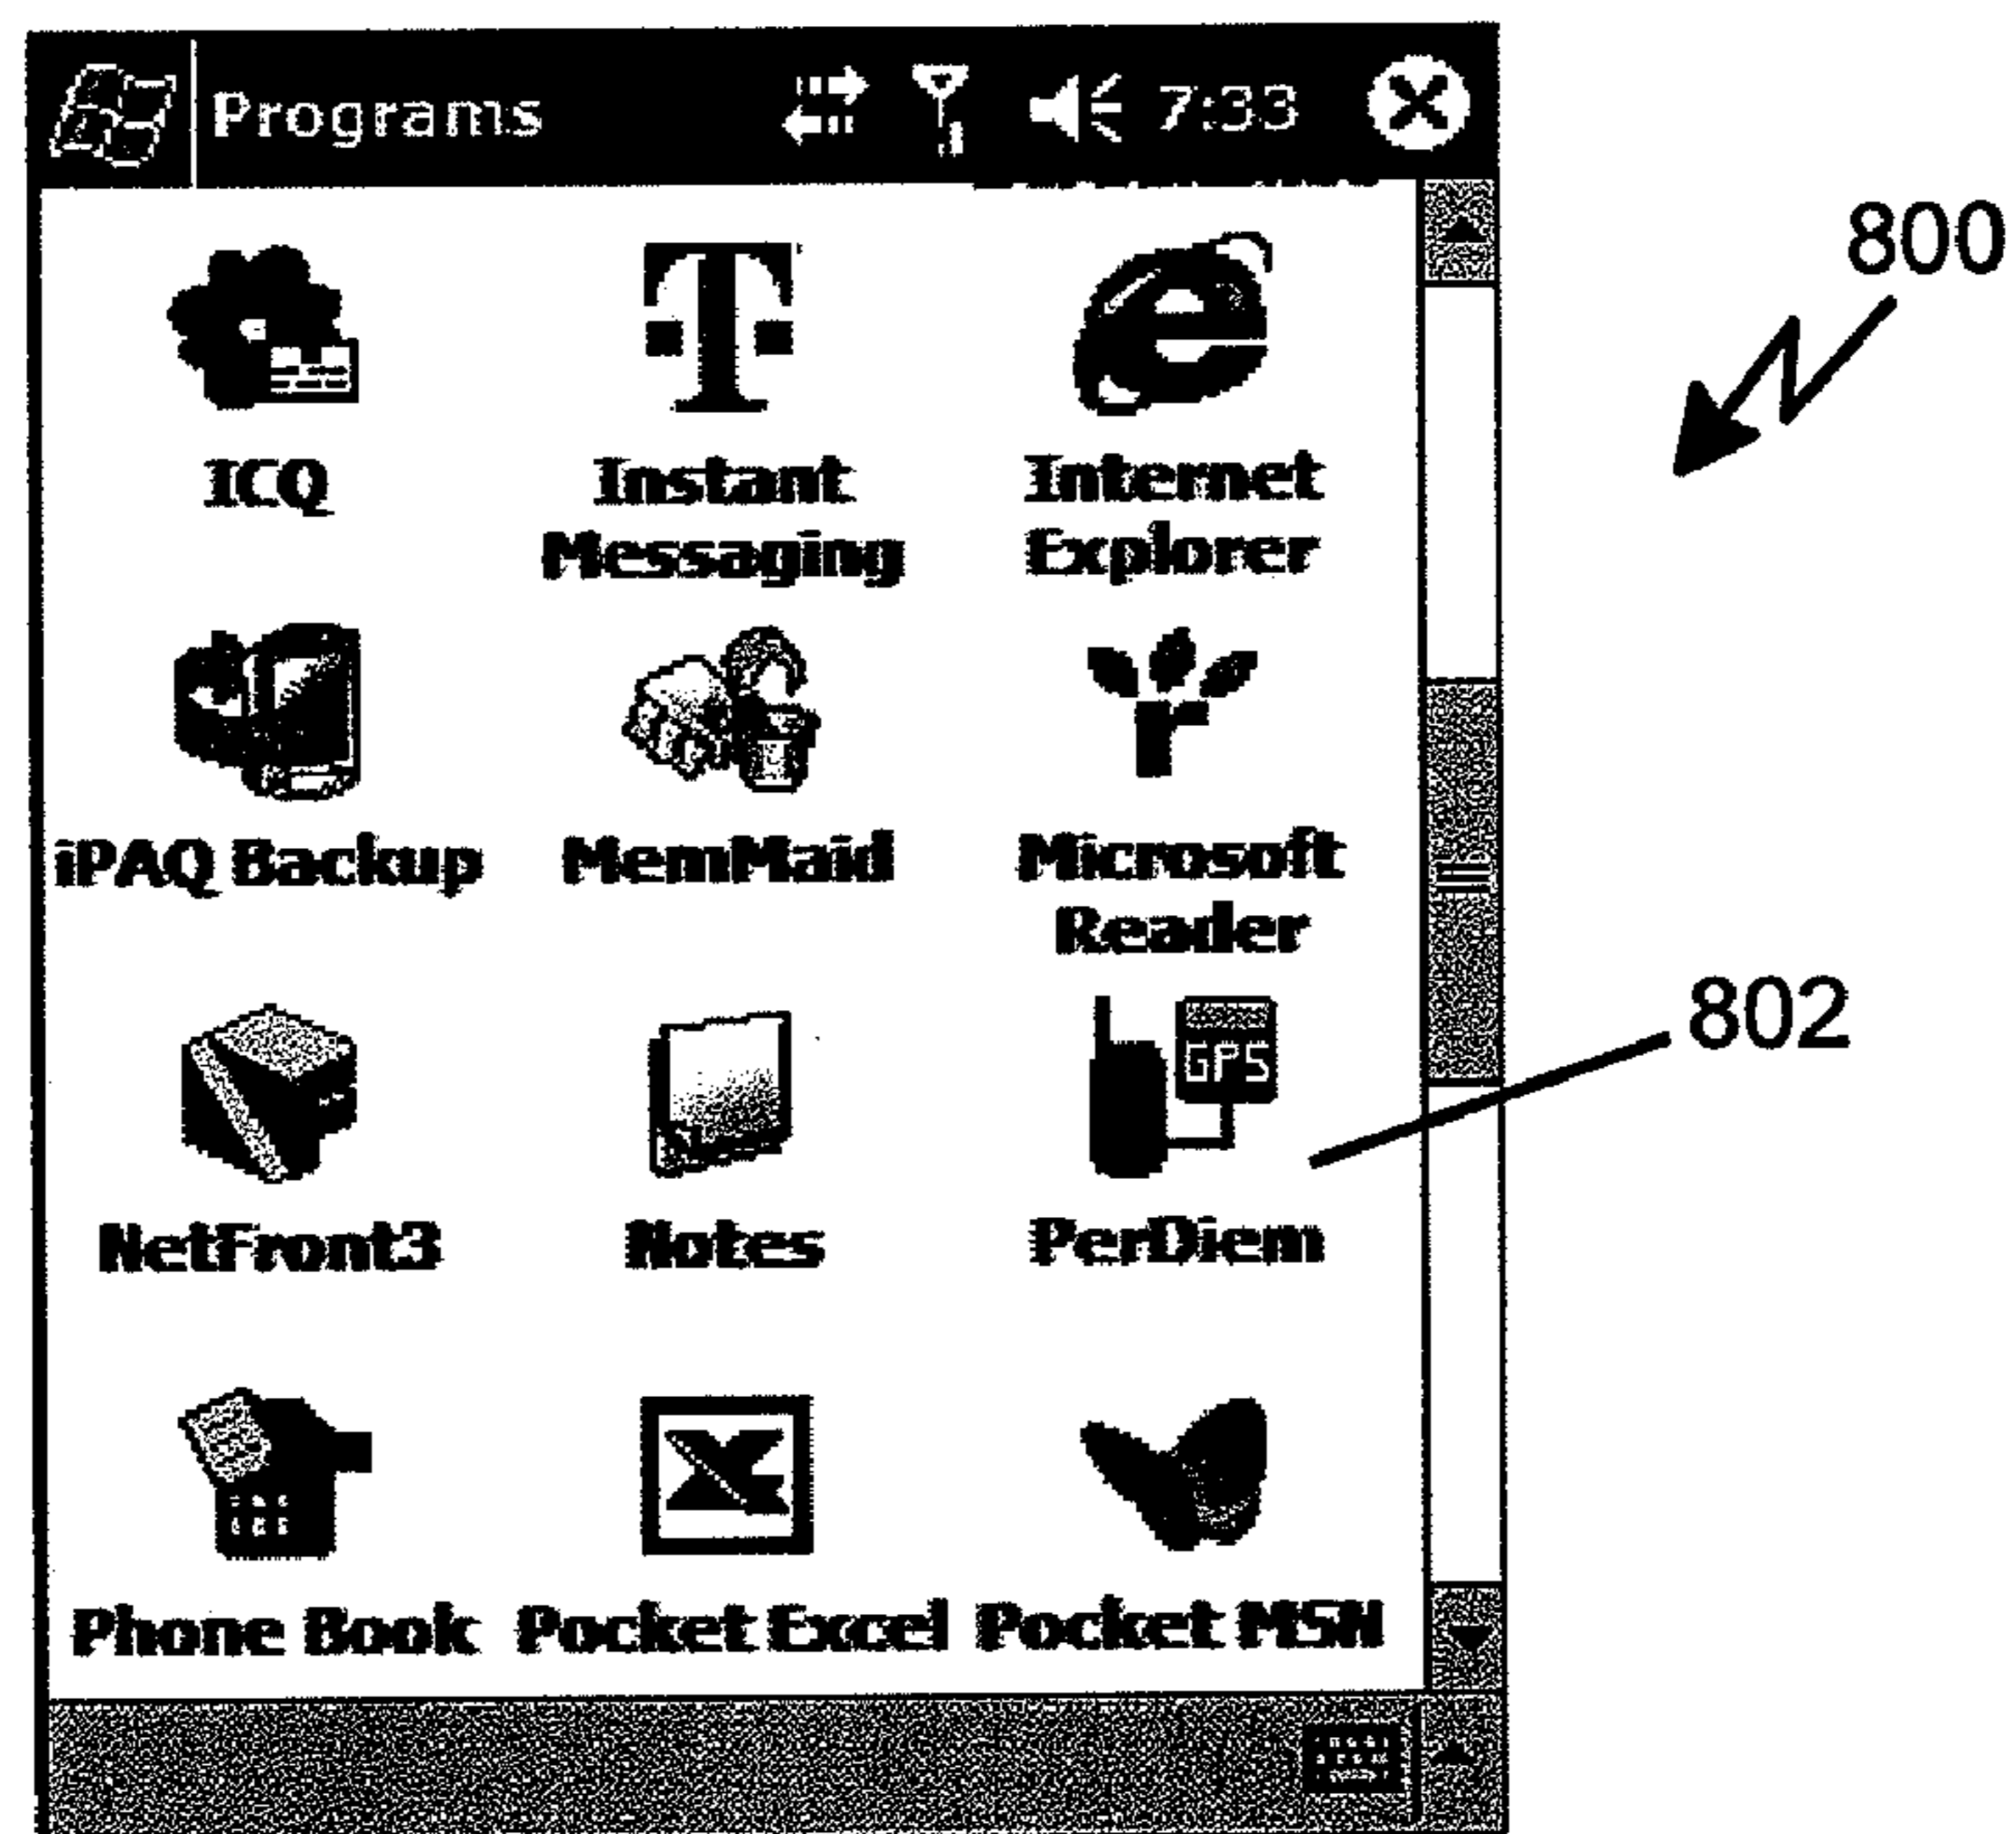 Programs 7:33
800
ICQ Instant Messaging Internet Explorer
iPAQ Backup MemMaid Microsoft Reader
802
GPS
NetFront3 Notes PerDiem
Phone Book Pocket Excel Pocket MSN